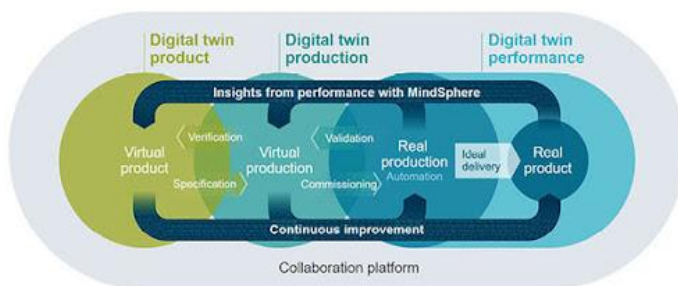 Digital twin
product
Digital twin
production
Digital twin
performance
Insights from performance with MindSphere
Verification
Validation
Virtual
product
Virtual
production
Real
production
Automation
Ideal
delivery
Real
product
Specification
Commissioning
Continuous improvement
Collaboration platform